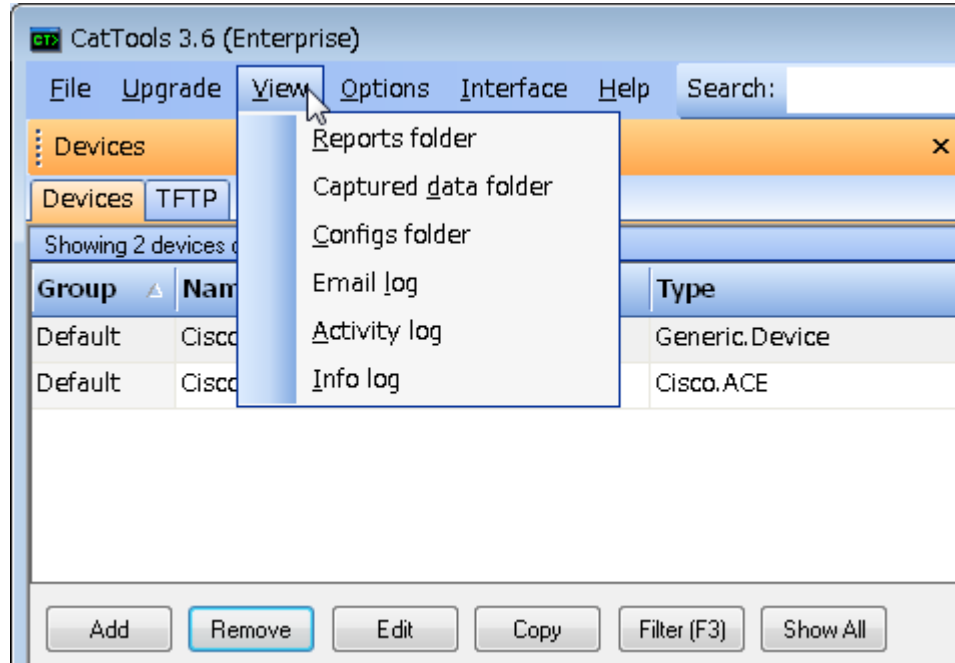 CatTools 3.6 (Enterprise)
File Upgrade View Options Interface Help Search:
Devices
Devices TFTP
Showing 2 devices
Group Type
Default Generic.Device
Default Cisco.ACE
Reports folder
Captured data folder
Configs folder
Email log
Activity log
Info log
Add Remove Edit Copy Filter (F3) Show All